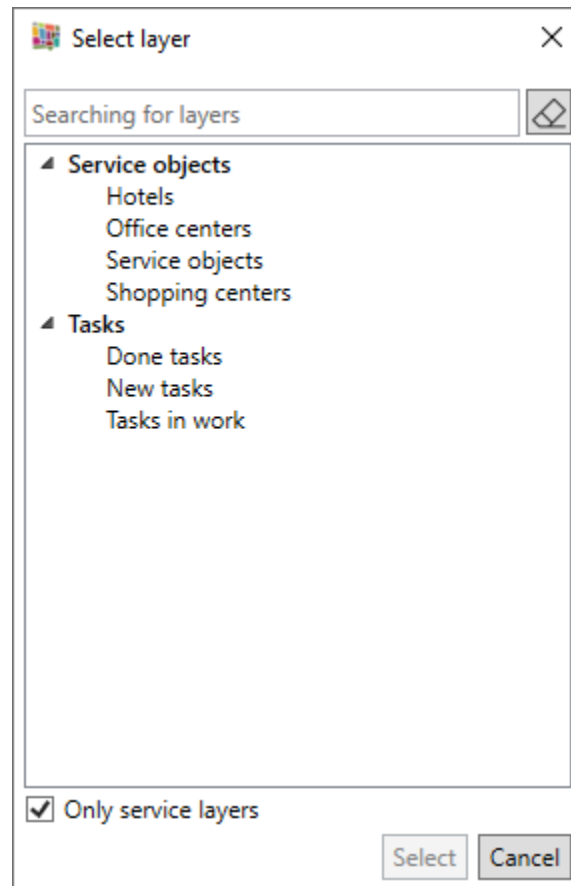 Select layer
Searching for layers
Service objects
Hotels
Office centers
Service objects
Shopping centers
Tasks
Done tasks
New tasks
Tasks in work
Only service layers
Select
Cancel